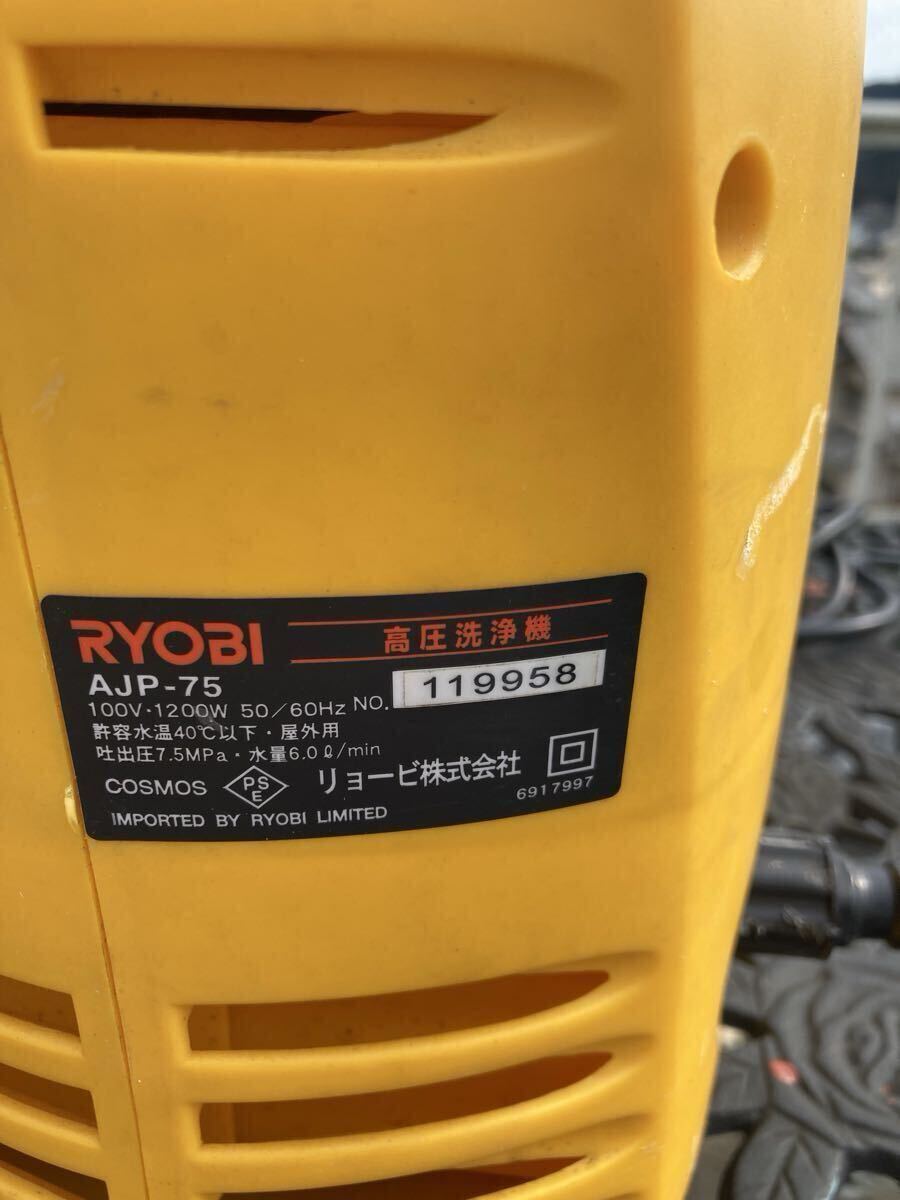 RYOBI 高圧洗浄機
AJP-75
100V・1200W 50/60Hz NO. 119958
許容水温40℃以下・屋外用
吐出圧7.5MPa・水量6.0ℓ/min
COSMOS PSE リョービ株式会社
6917997
IMPORTED BY RYOBI LIMITED